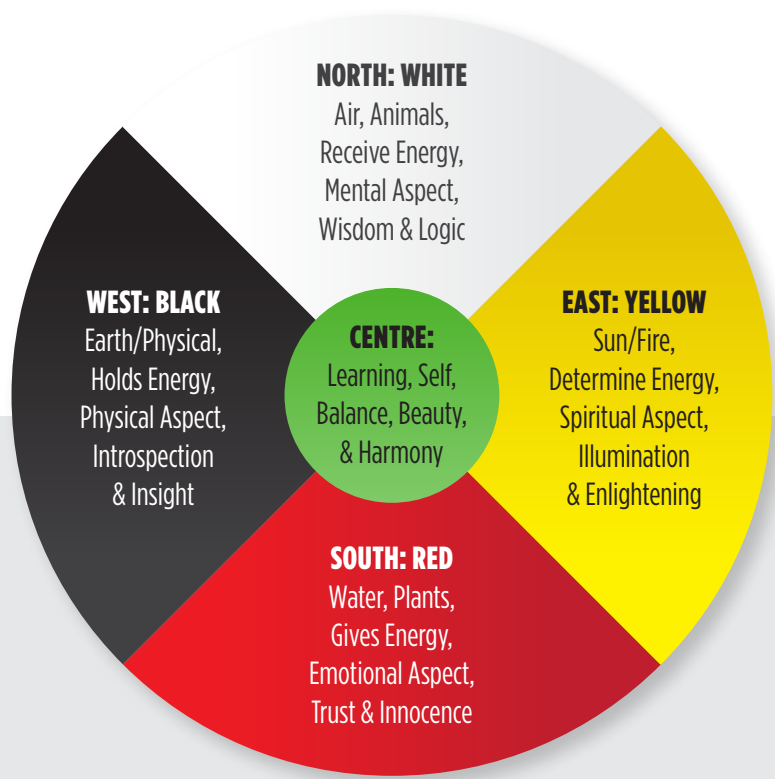 NORTH: WHITE
Air, Animals,
Receive Energy,
Mental Aspect,
Wisdom & Logic
WEST: BLACK
Earth/Physical,
Holds Energy,
Physical Aspect,
Introspection
& Insight
CENTRE:
Learning, Self,
Balance, Beauty,
& Harmony
EAST: YELLOW
Sun/Fire,
Determine Energy,
Spiritual Aspect,
Illumination
& Enlightening
SOUTH: RED
Water, Plants,
Gives Energy,
Emotional Aspect,
Trust & Innocence